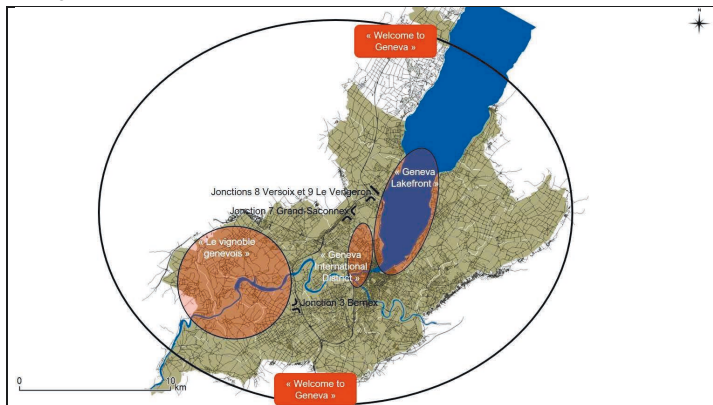 N
« Welcome to
Geneva »
« Geneva
Lakefront »
Jonctions 8 Versoix et 9 Le Vengeron
Jonction 7 Grand-Saconnex
« Le vignoble
genevois »
« Geneva
International
District »
Jonction 3 Bernex
0
10
km
« Welcome to
Geneva »